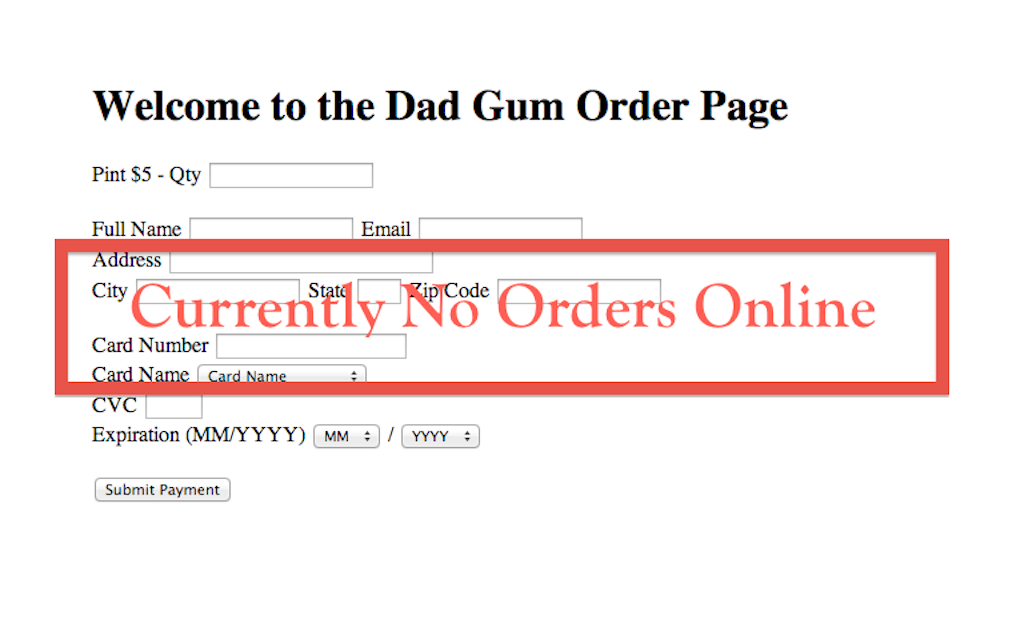 Welcome to the Dad Gum Order Page
Pint $5 - Qty
Full Name Email
Address
City State Zip Code
Currently No Orders Online
Card Number
Card Name Card Name
CVC
Expiration (MM/YYYY) MM / YYYY
Submit Payment